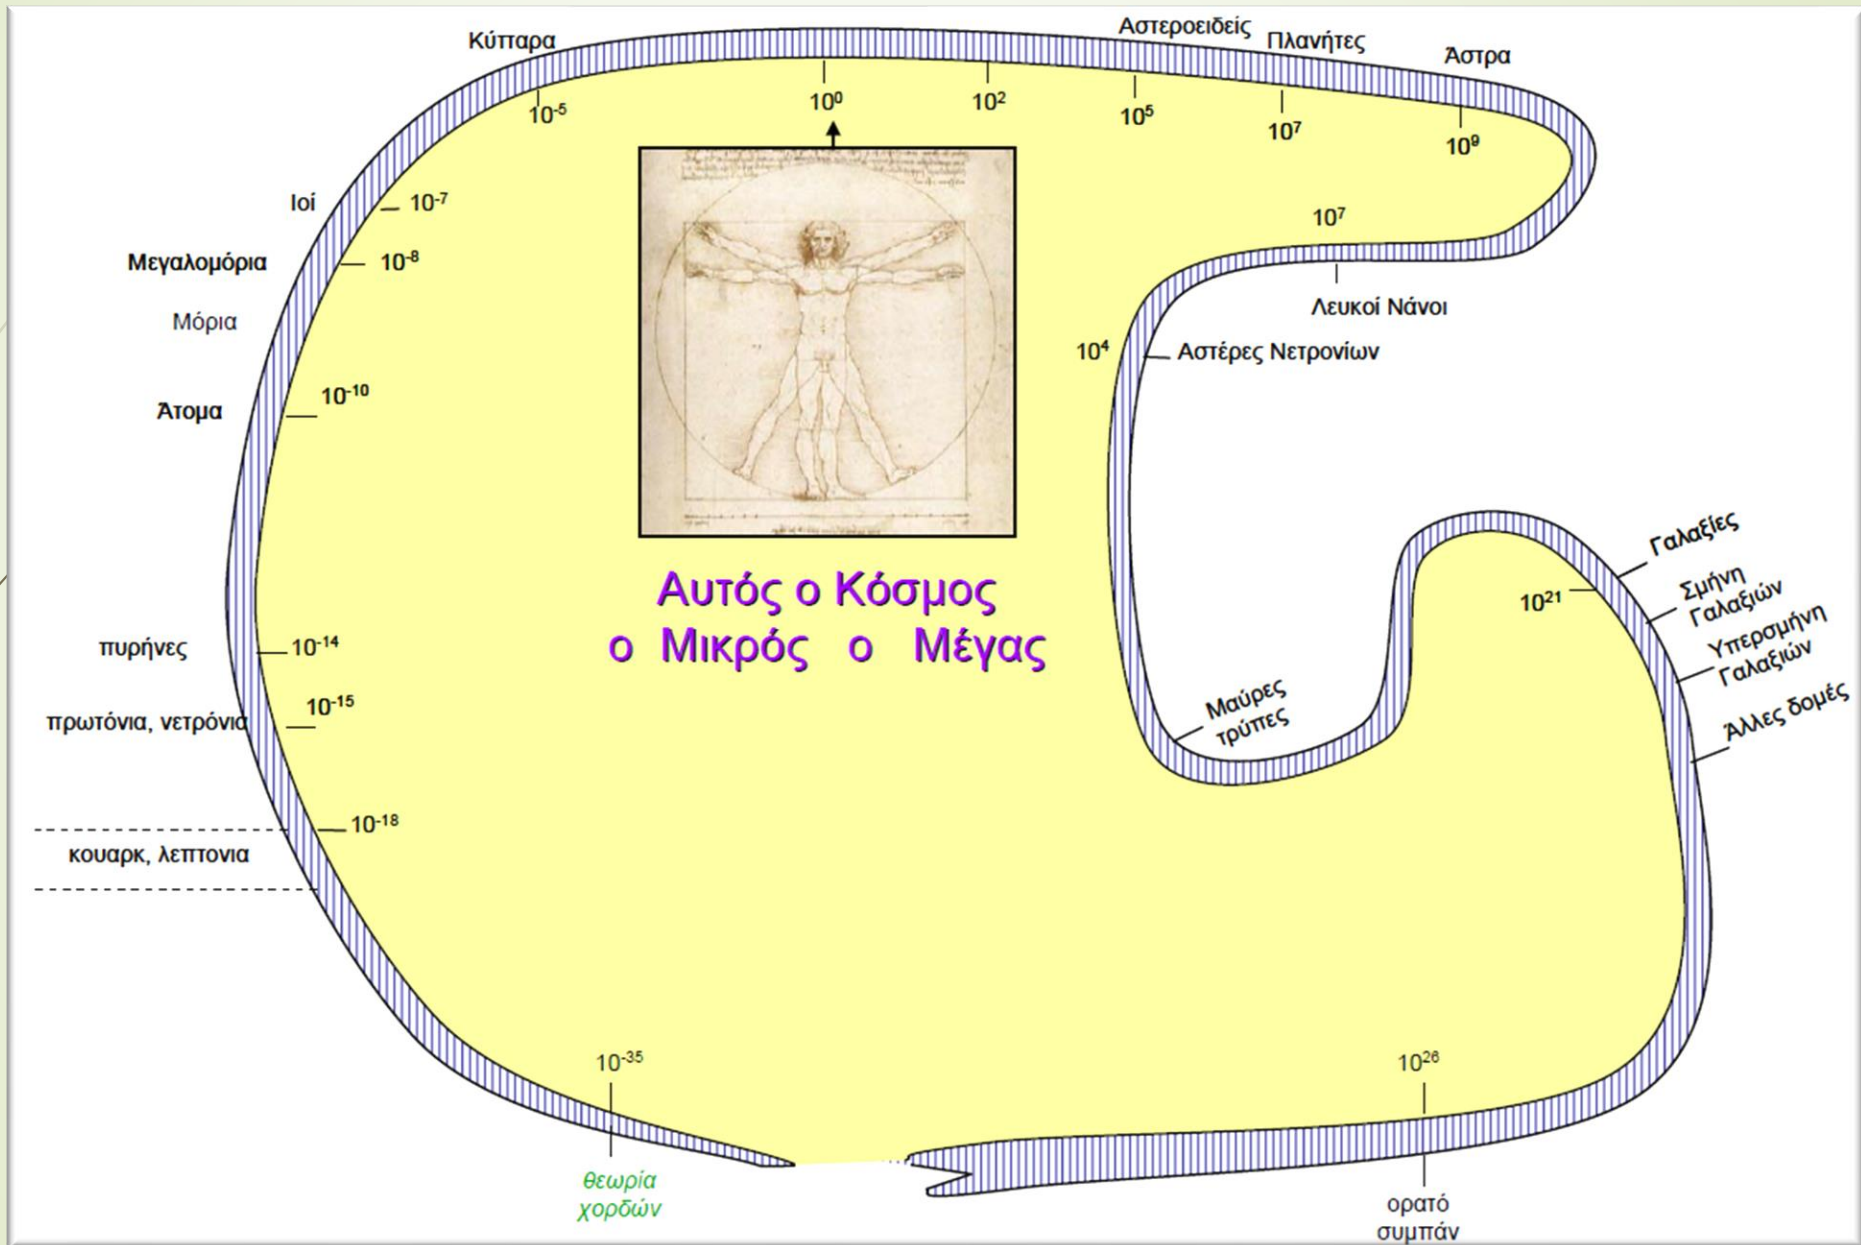 Κύτταρα
Αστεροειδείς
Πλανήτες
Άστρα
10⁻⁵
10⁰
10²
10⁵
10⁷
10⁹
Ιοί
10⁻⁷
Μεγαλομόρια
10⁻⁸
Μόρια
Άτομα
10⁻¹⁰
10⁷
Λευκοί Νάνοι
10⁴
Αστέρες Νετρονίων
Αυτός ο Κόσμος
ο Μικρός ο Μέγας
Γαλαξίες
10²¹
Σμήνη
Γαλαξιών
Υπερσμήνη
Γαλαξιών
Άλλες δομές
Μαύρες
τρύπες
πυρήνες
10⁻¹⁴
πρωτόνια, νετρόνια
10⁻¹⁵
10⁻¹⁸
κουαρκ, λεπτονια
10⁻³⁵
θεωρία
χορδών
10²⁶
ορατό
συμπάν